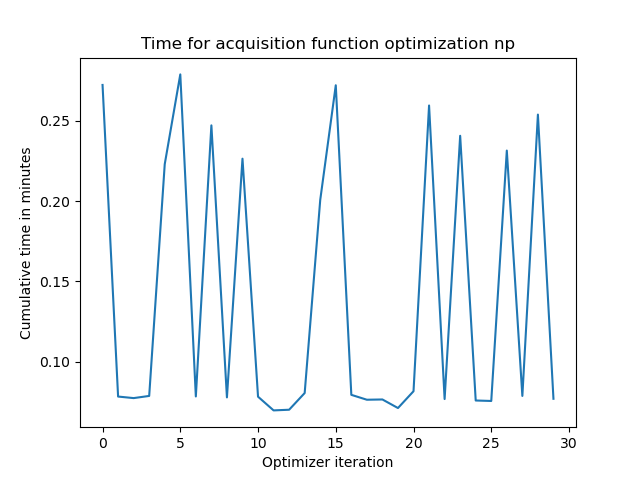 Time for acquisition function optimization np
Cumulative time in minutes
0.25
0.20
0.15
0.10
0 5 10 15 20 25 30
Optimizer iteration